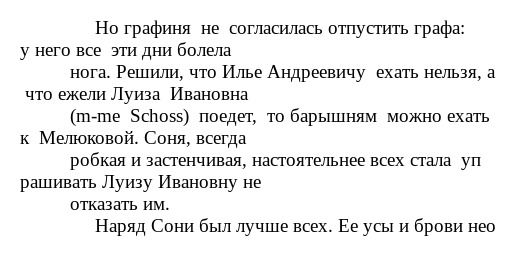 Но графиня не согласилась отпустить графа:
у него все эти дни болела
нога. Решили, что Илье Андреевичу ехать нельзя, а
что ежели Луиза Ивановна
(m-me Schoss) поедет, то барышням можно ехать
к Мелюковой. Соня, всегда
робкая и застенчивая, настоятельнее всех стала уп
рашивать Луизу Ивановну не
отказать им.
Наряд Сони был лучше всех. Ее усы и брови нео